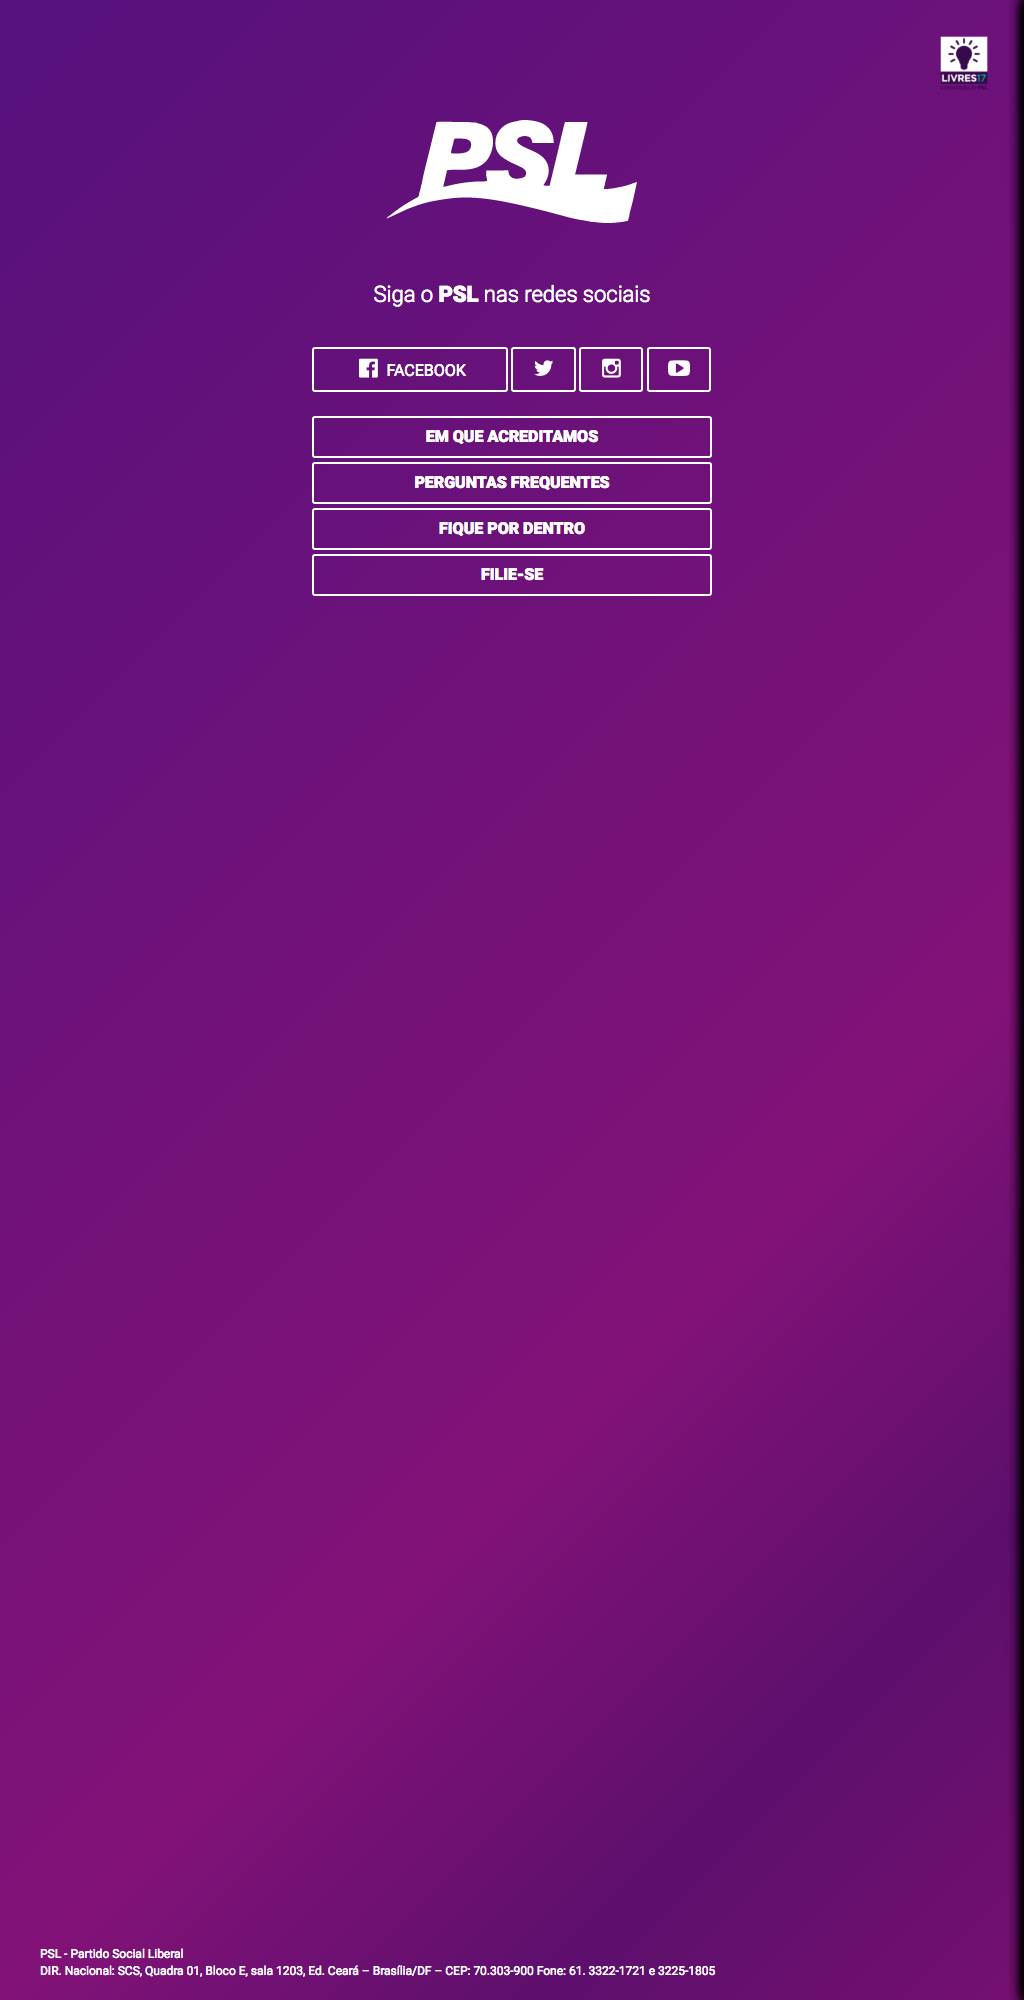 LIVRES17
PSL
Siga o PSL nas redes sociais
FACEBOOK
EM QUE ACREDITAMOS
PERGUNTAS FREQUENTES
FIQUE POR DENTRO
FILIE-SE
PSL - Partido Social Liberal
DIR. Nacional: SCS, Quadra 01, Bloco E, sala 1203, Ed. Ceará – Brasília/DF – CEP: 70.303-900 Fone: 61. 3322-1721 e 3225-1805